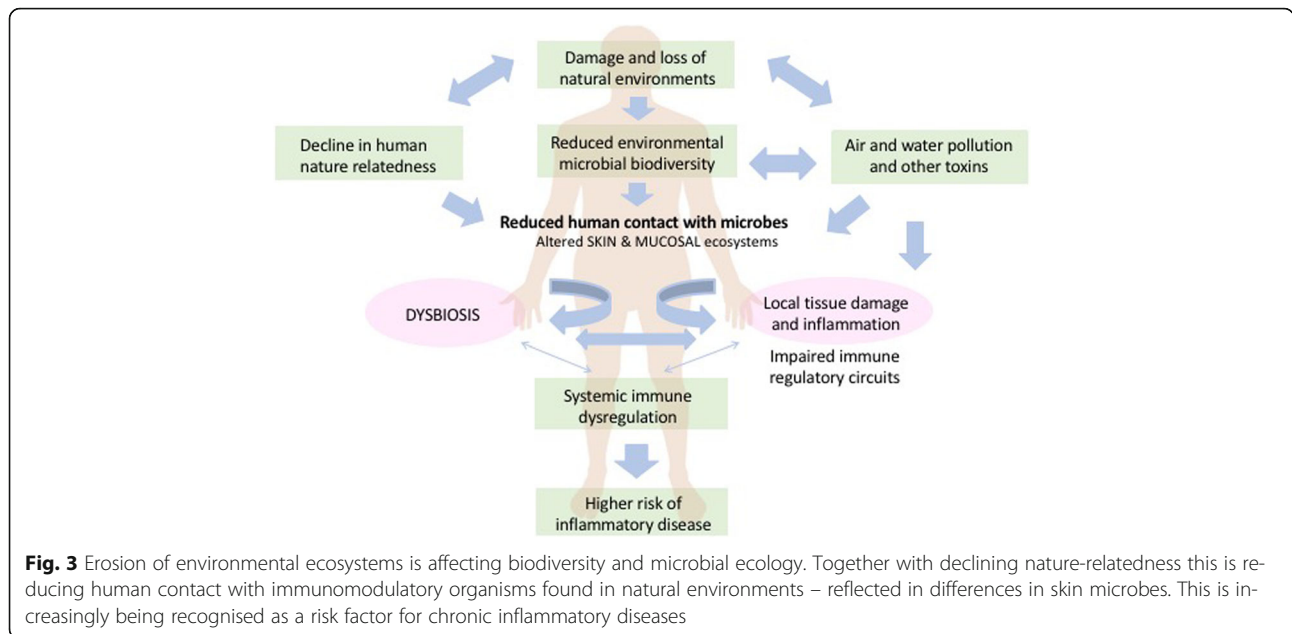 Damage and loss of
natural environments
Decline in human
nature relatedness
Reduced environmental
microbial biodiversity
Air and water pollution
and other toxins
Reduced human contact with microbes
Altered SKIN & MUCOSAL ecosystems
DYSBIOSIS
Local tissue damage
and inflammation
Impaired immune
regulatory circuits
Systemic immune
dysregulation
Higher risk of
inflammatory disease
Fig. 3 Erosion of environmental ecosystems is affecting biodiversity and microbial ecology. Together with declining nature-relatedness this is re-
ducing human contact with immunomodulatory organisms found in natural environments – reflected in differences in skin microbes. This is in-
creasingly being recognised as a risk factor for chronic inflammatory diseases